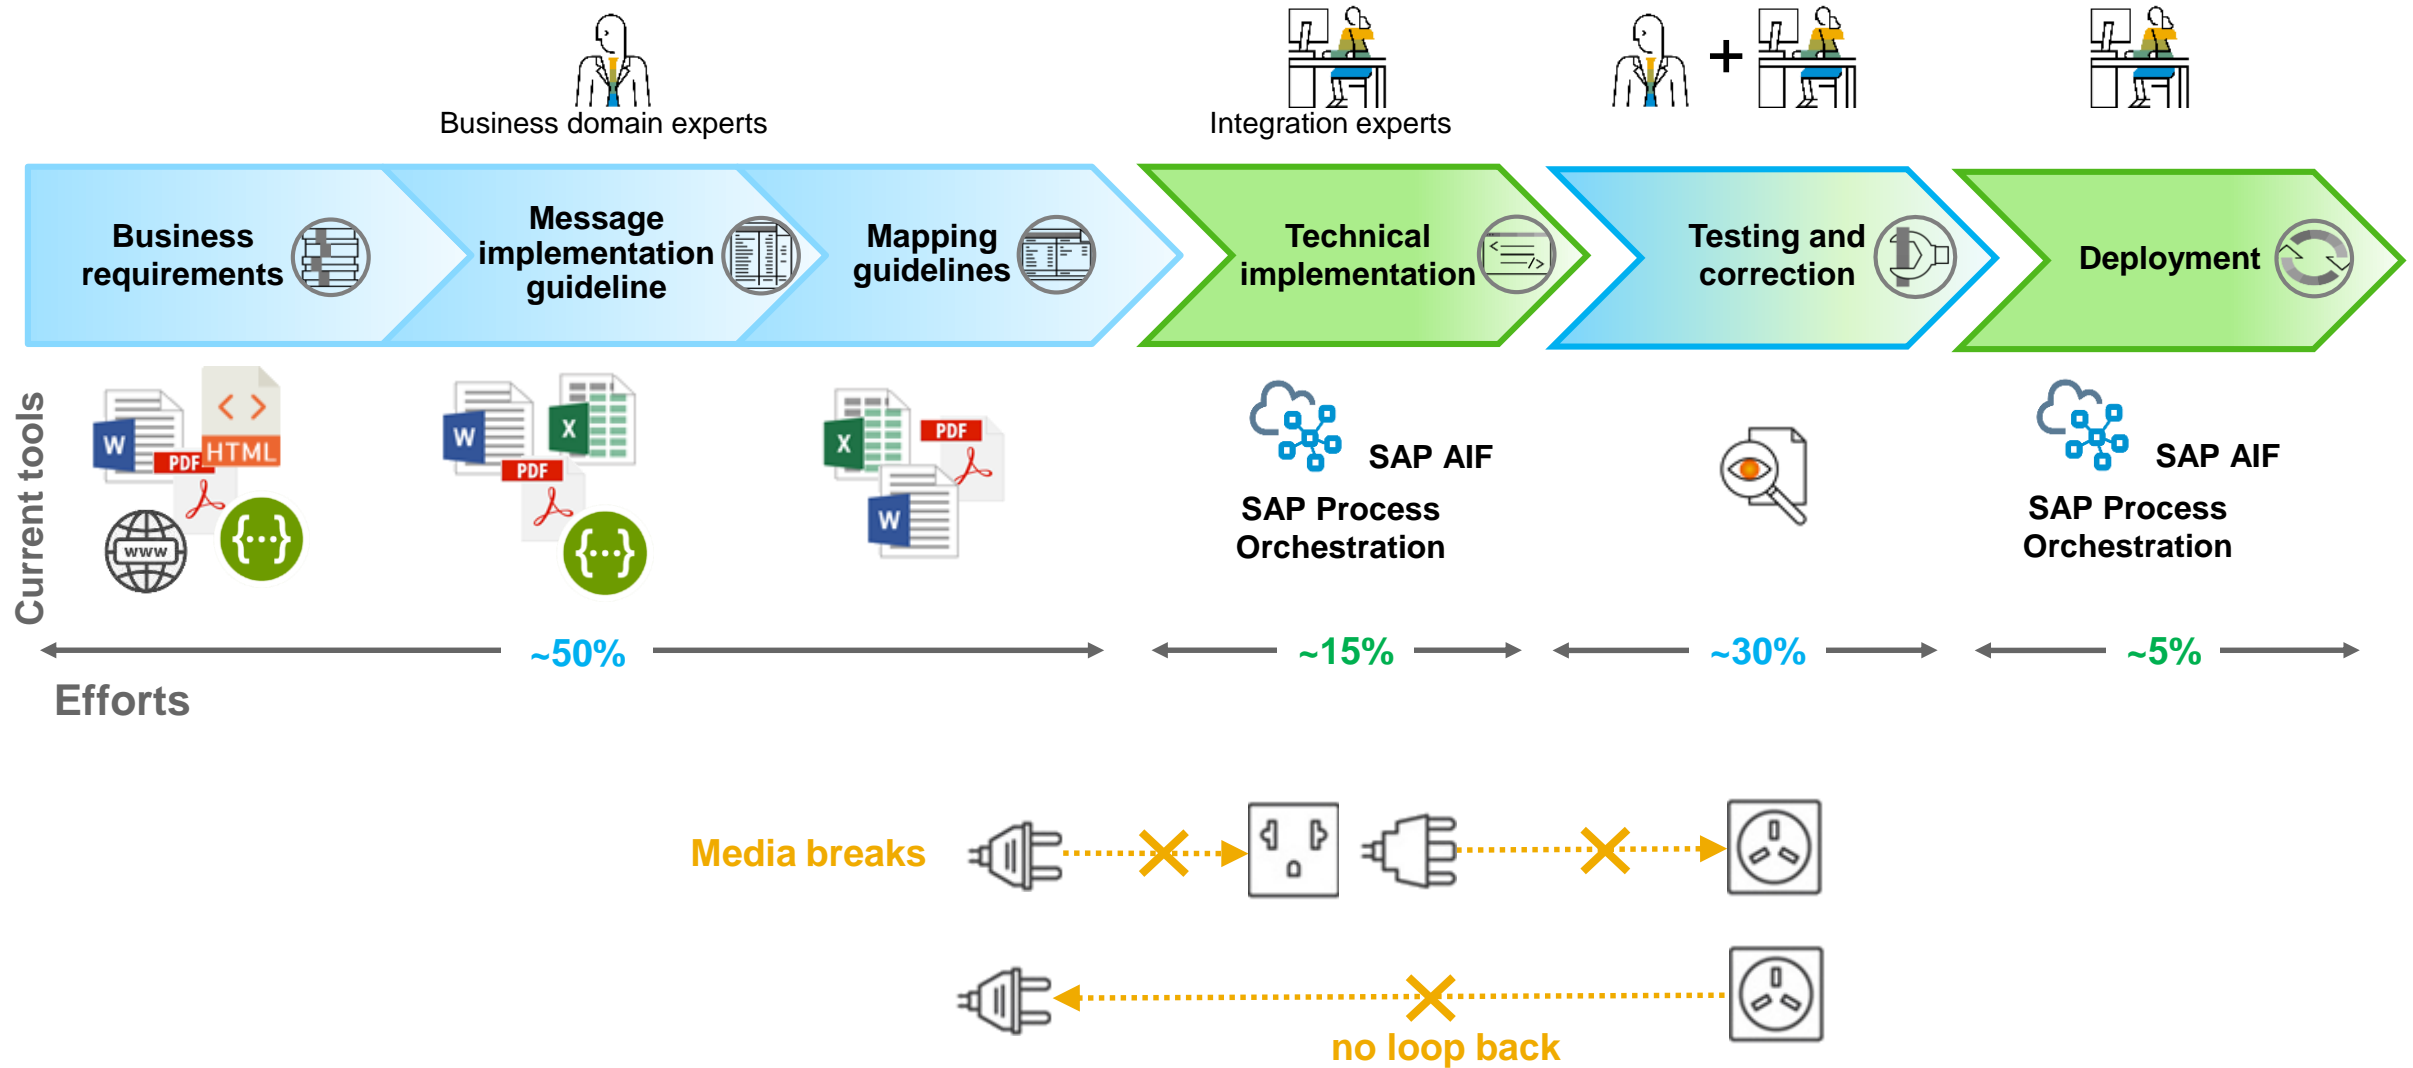 Business domain experts
Integration experts
+
Business
requirements
Message
implementation
guideline
Mapping
guidelines
Technical
implementation
</>
Testing and
correction
Deployment
Current tools
W
PDF
< >
HTML
www
{...}
W
X
PDF
{...}
X
PDF
W
SAP AIF
SAP Process
Orchestration
SAP AIF
SAP Process
Orchestration
~50%
~15%
~30%
~5%
Efforts
Media breaks
no loop back